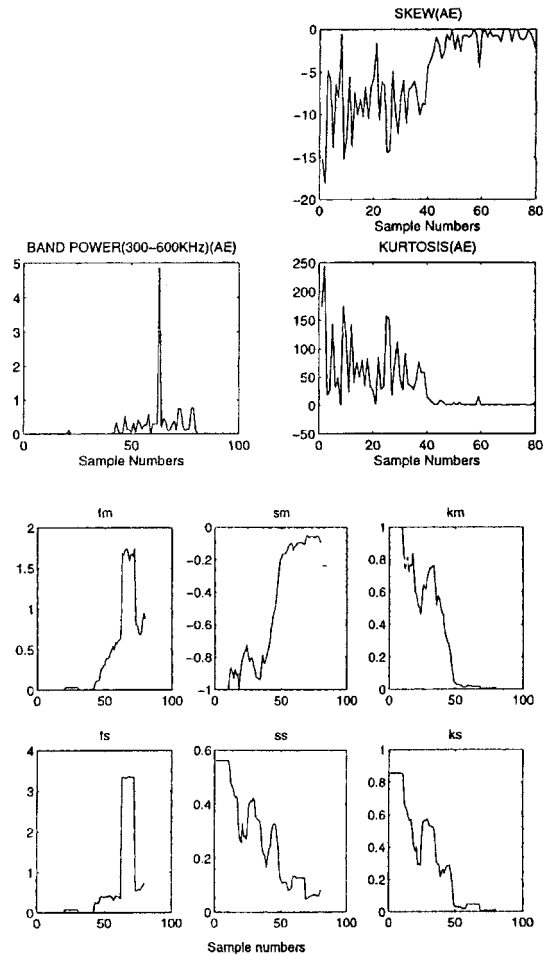 SKEW(AE)
0
−5
−10
−15
−20
0 20 40 60 80
Sample Numbers
BAND POWER(300~600KHz)(AE)
5
4
3
2
1
0
0 50 100
Sample Numbers
KURTOSIS(AE)
250
200
150
100
50
0
−50
0 20 40 60 80
Sample Numbers
fm
2
1.5
1
0.5
0
0 50 100
sm
0
−0.2
−0.4
−0.6
−0.8
−1
0 50 100
km
1
0.8
0.6
0.4
0.2
0
0 50 100
fs
4
3
2
1
0
0 50 100
ss
0.6
0.4
0.2
0
0 50 100
ks
1
0.8
0.6
0.4
0.2
0
0 50 100
Sample numbers